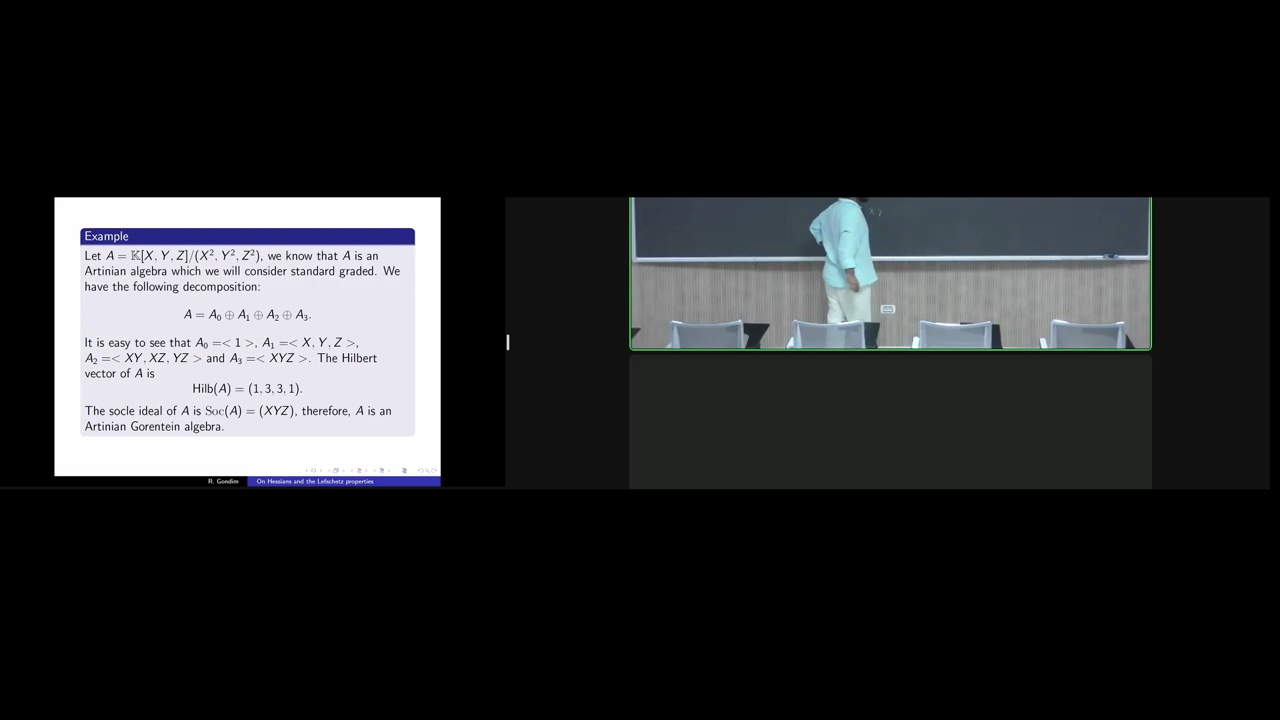 Example
Let A = 𝕂[X, Y, Z]/(X², Y², Z²), we know that A is an
Artinian algebra which we will consider standard graded. We
have the following decomposition:
A = A₀ ⊕ A₁ ⊕ A₂ ⊕ A₃.
It is easy to see that A₀ =< 1 >, A₁ =< X, Y, Z >,
A₂ =< XY, XZ, YZ > and A₃ =< XYZ >. The Hilbert
vector of A is
Hilb(A) = (1, 3, 3, 1).
The socle ideal of A is Soc(A) = (XYZ), therefore, A is an
Artinian Gorentein algebra.
R. Gondim On Hessians and the Lefschetz properties